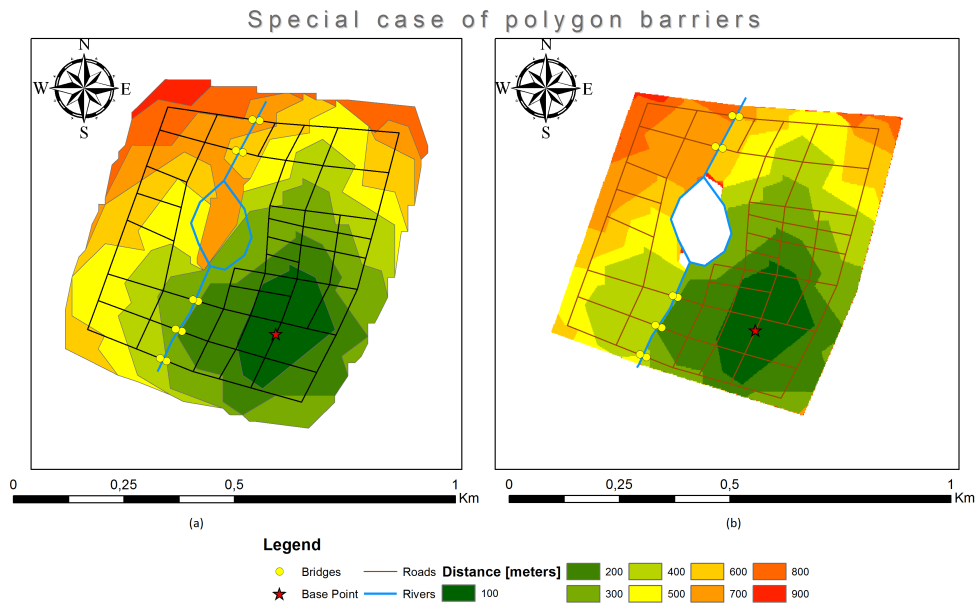 Special case of polygon barriers
N
W E
S
N
W E
S
0 0,25 0,5 1
Km
0 0,25 0,5 1
Km
(a)
(b)
Legend
Bridges Roads Distance [meters] 200 400 600 800
Base Point Rivers 100 300 500 700 900